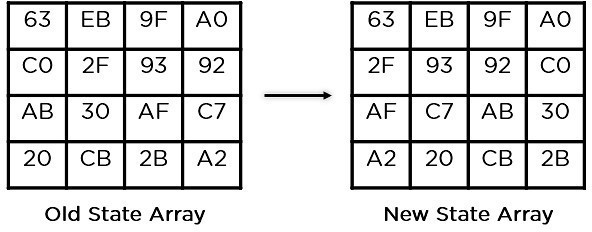 63 EB 9F A0 63 EB 9F A0
C0 2F 93 92 2F 93 92 C0
AB 30 AF C7 AF C7 AB 30
20 CB 2B A2 A2 20 CB 2B
Old State Array New State Array